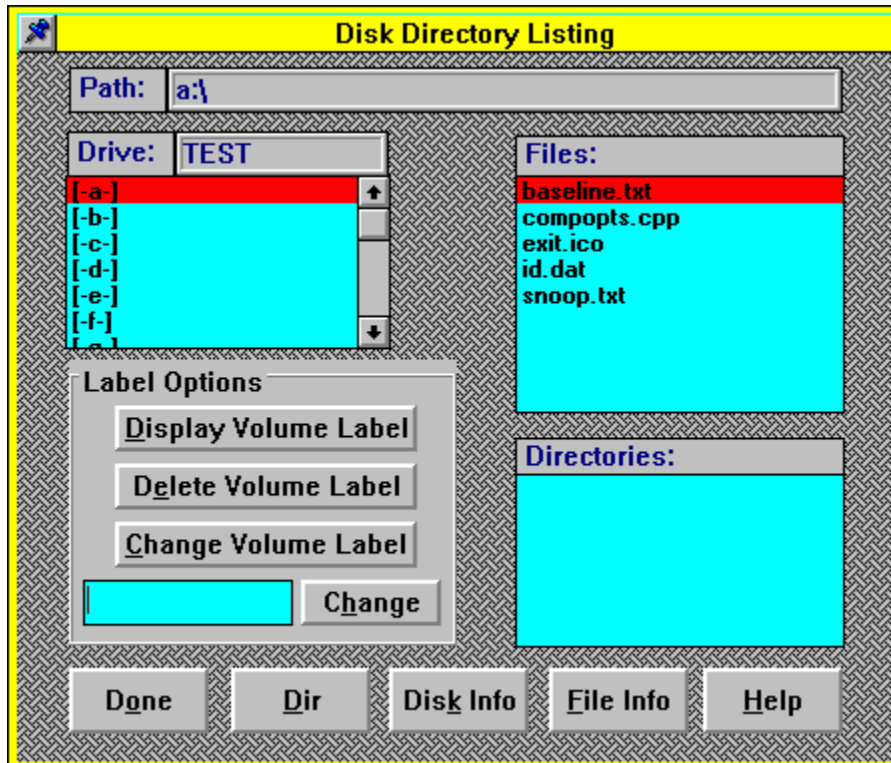 Disk Directory Listing
Path: a:\
Drive: TEST
[-a-]
[-b-]
[-c-]
[-d-]
[-e-]
[-f-]
Files:
baseline.txt
compopts.cpp
exit.ico
id.dat
snoop.txt
Label Options
Display Volume Label
Delete Volume Label
Change Volume Label
Change
Directories:
Done Dir Disk Info File Info Help